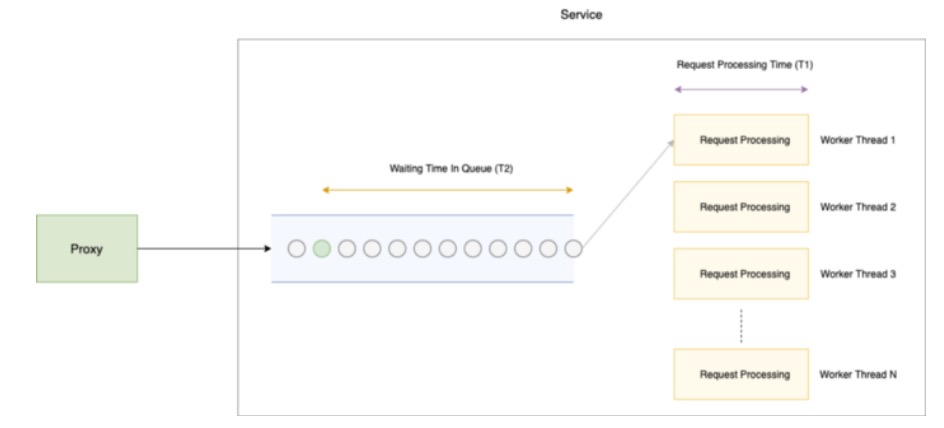 Service
Request Processing Time (T1)
Request Processing
Worker Thread 1
Waiting Time In Queue (T2)
Request Processing
Worker Thread 2
Proxy
Request Processing
Worker Thread 3
Request Processing
Worker Thread N